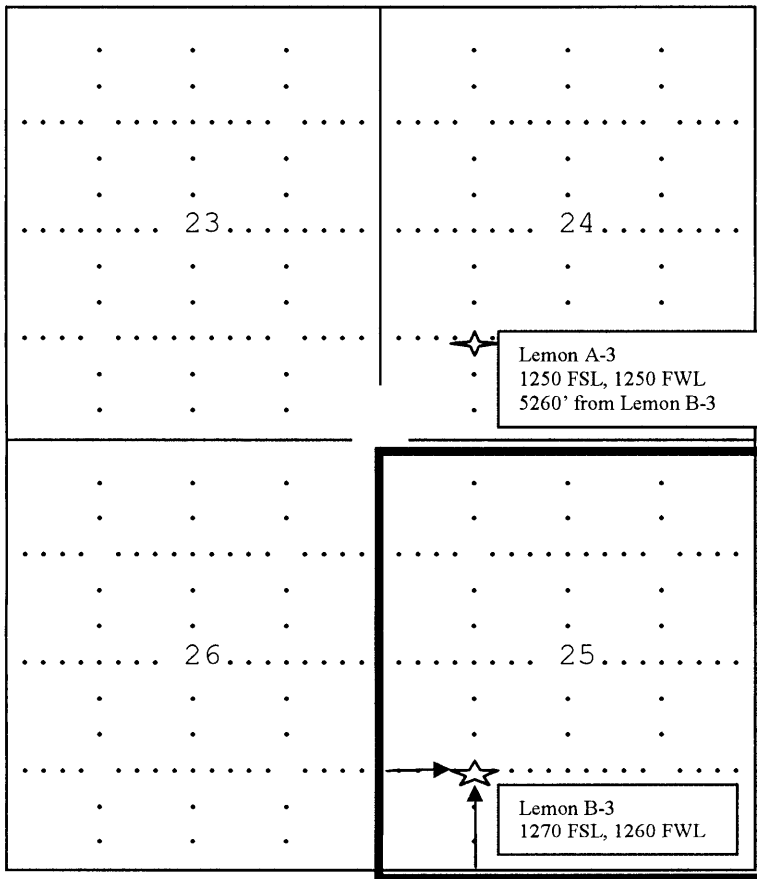 23
24
Lemon A-3
1250 FSL, 1250 FWL
5260’ from Lemon B-3
26
25
Lemon B-3
1270 FSL, 1260 FWL